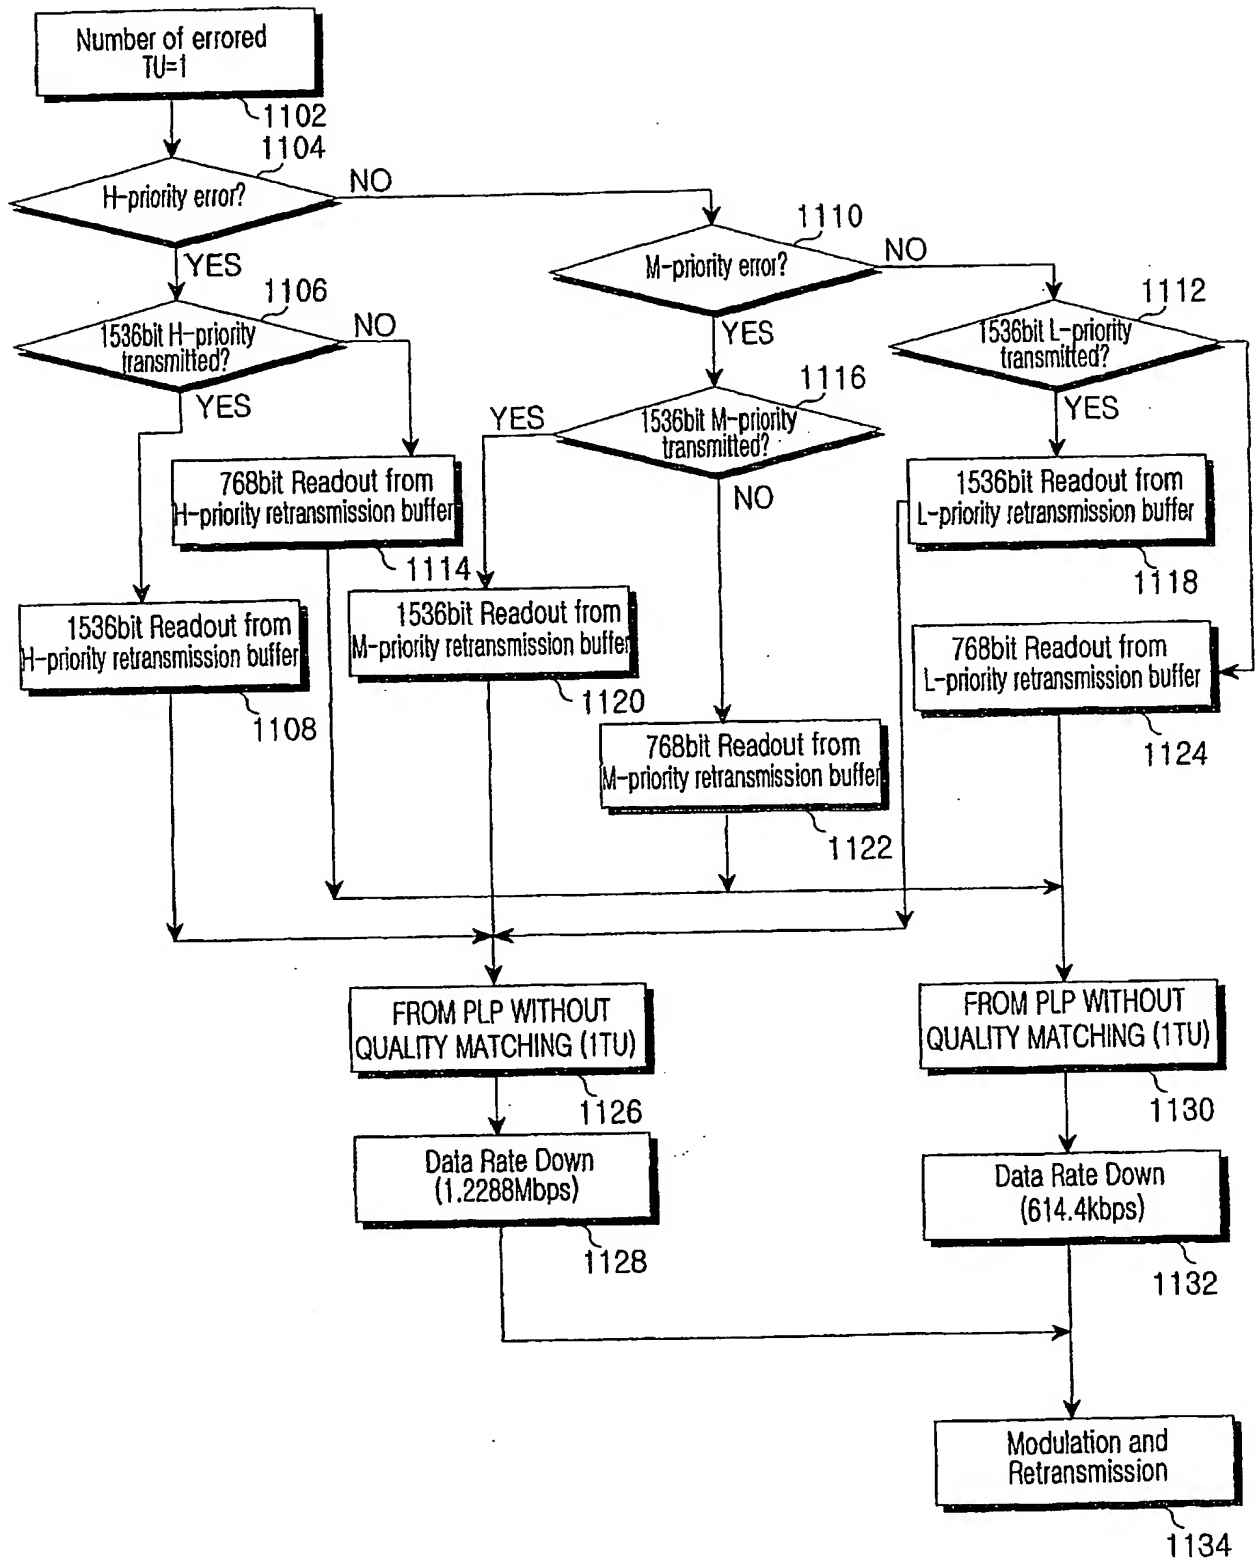 Number of errored
TU=1
1102
1104
H-priority error?
NO
YES
1110
M-priority error?
NO
YES
1106
1536bit H-priority
transmitted?
NO
YES
1112
1536bit L-priority
transmitted?
YES
1116
1536bit M-priority
transmitted?
YES
NO
768bit Readout from
H-priority retransmission buffer
1114
1536bit Readout from
L-priority retransmission buffer
1118
1536bit Readout from
H-priority retransmission buffer
1108
1536bit Readout from
M-priority retransmission buffer
1120
768bit Readout from
L-priority retransmission buffer
1124
768bit Readout from
M-priority retransmission buffer
1122
FROM PLP WITHOUT
QUALITY MATCHING (1TU)
1126
FROM PLP WITHOUT
QUALITY MATCHING (1TU)
1130
Data Rate Down
(1.2288Mbps)
1128
Data Rate Down
(614.4kbps)
1132
Modulation and
Retransmission
1134